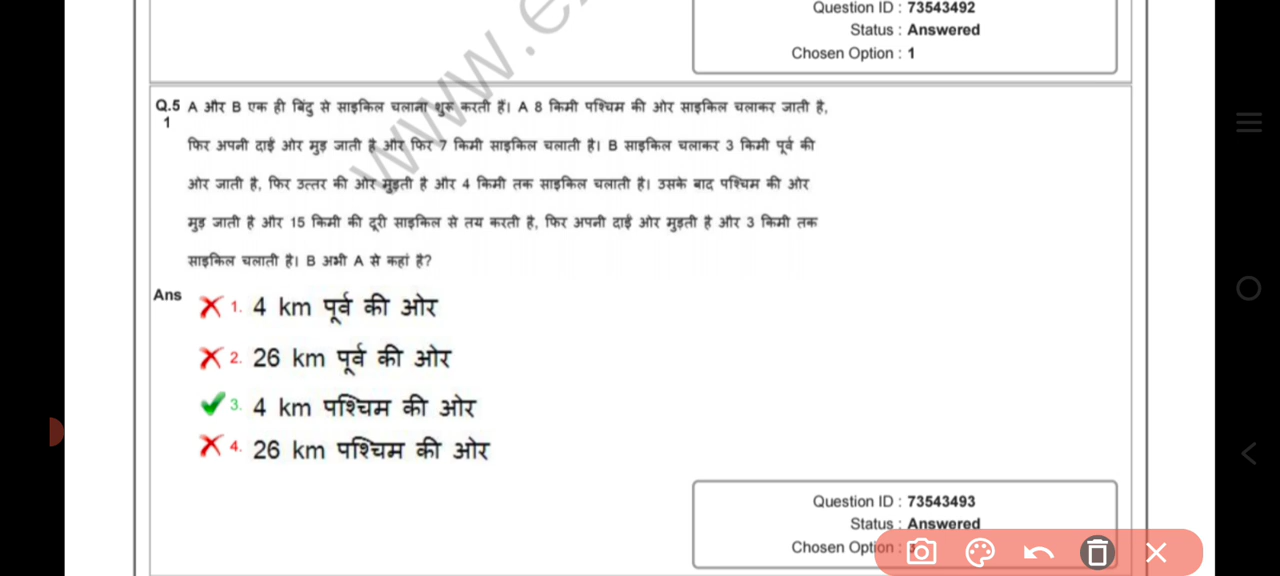 Question ID : 73543492
Status : Answered
Chosen Option : 1
www.e
Q.5 A और B एक ही बिंदु से साइकिल चलाना शुरू करती हैं। A 8 किमी पश्चिम की ओर साइकिल चलाकर जाती है,
1
फिर अपनी दाईं ओर मुड़ जाती है और फिर 7 किमी साइकिल चलाती है। B साइकिल चलाकर 3 किमी पूर्व की
ओर जाती है, फिर उत्तर की ओर मुड़ती है और 4 किमी तक साइकिल चलाती है। उसके बाद पश्चिम की ओर
मुड़ जाती है और 15 किमी की दूरी साइकिल से तय करती है, फिर अपनी दाईं ओर मुड़ती है और 3 किमी तक
साइकिल चलाती है। B अभी A से कहां है?
Ans
1. 4 km पूर्व की ओर
2. 26 km पूर्व की ओर
3. 4 km पश्चिम की ओर
4. 26 km पश्चिम की ओर
Question ID : 73543493
Status : Answered
Chosen Option : 3